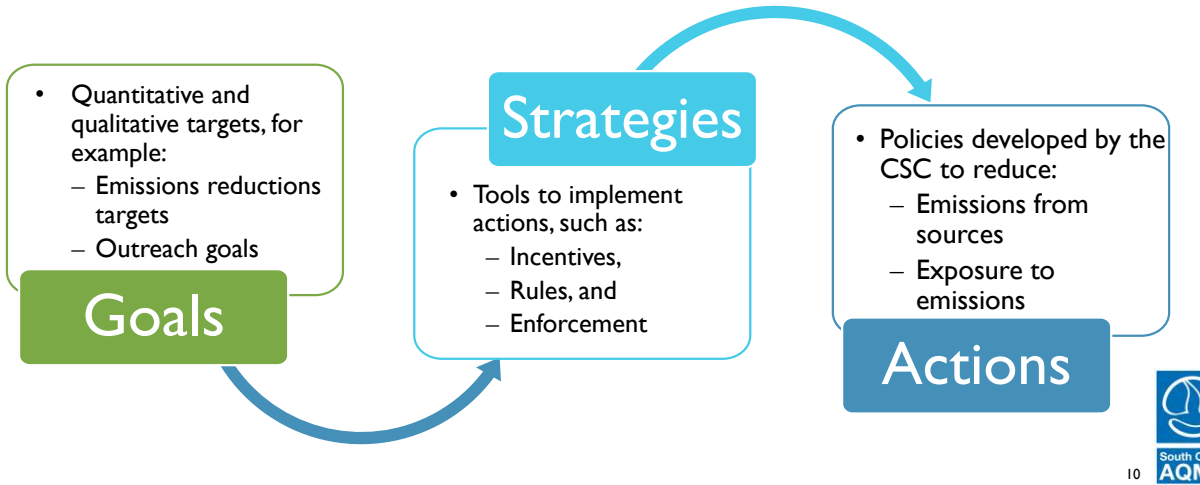 • Quantitative and
qualitative targets, for
example:
– Emissions reductions
targets
– Outreach goals
Goals
Strategies
• Tools to implement
actions, such as:
– Incentives,
– Rules, and
– Enforcement
• Policies developed by the
CSC to reduce:
– Emissions from
sources
– Exposure to
emissions
Actions
10
South